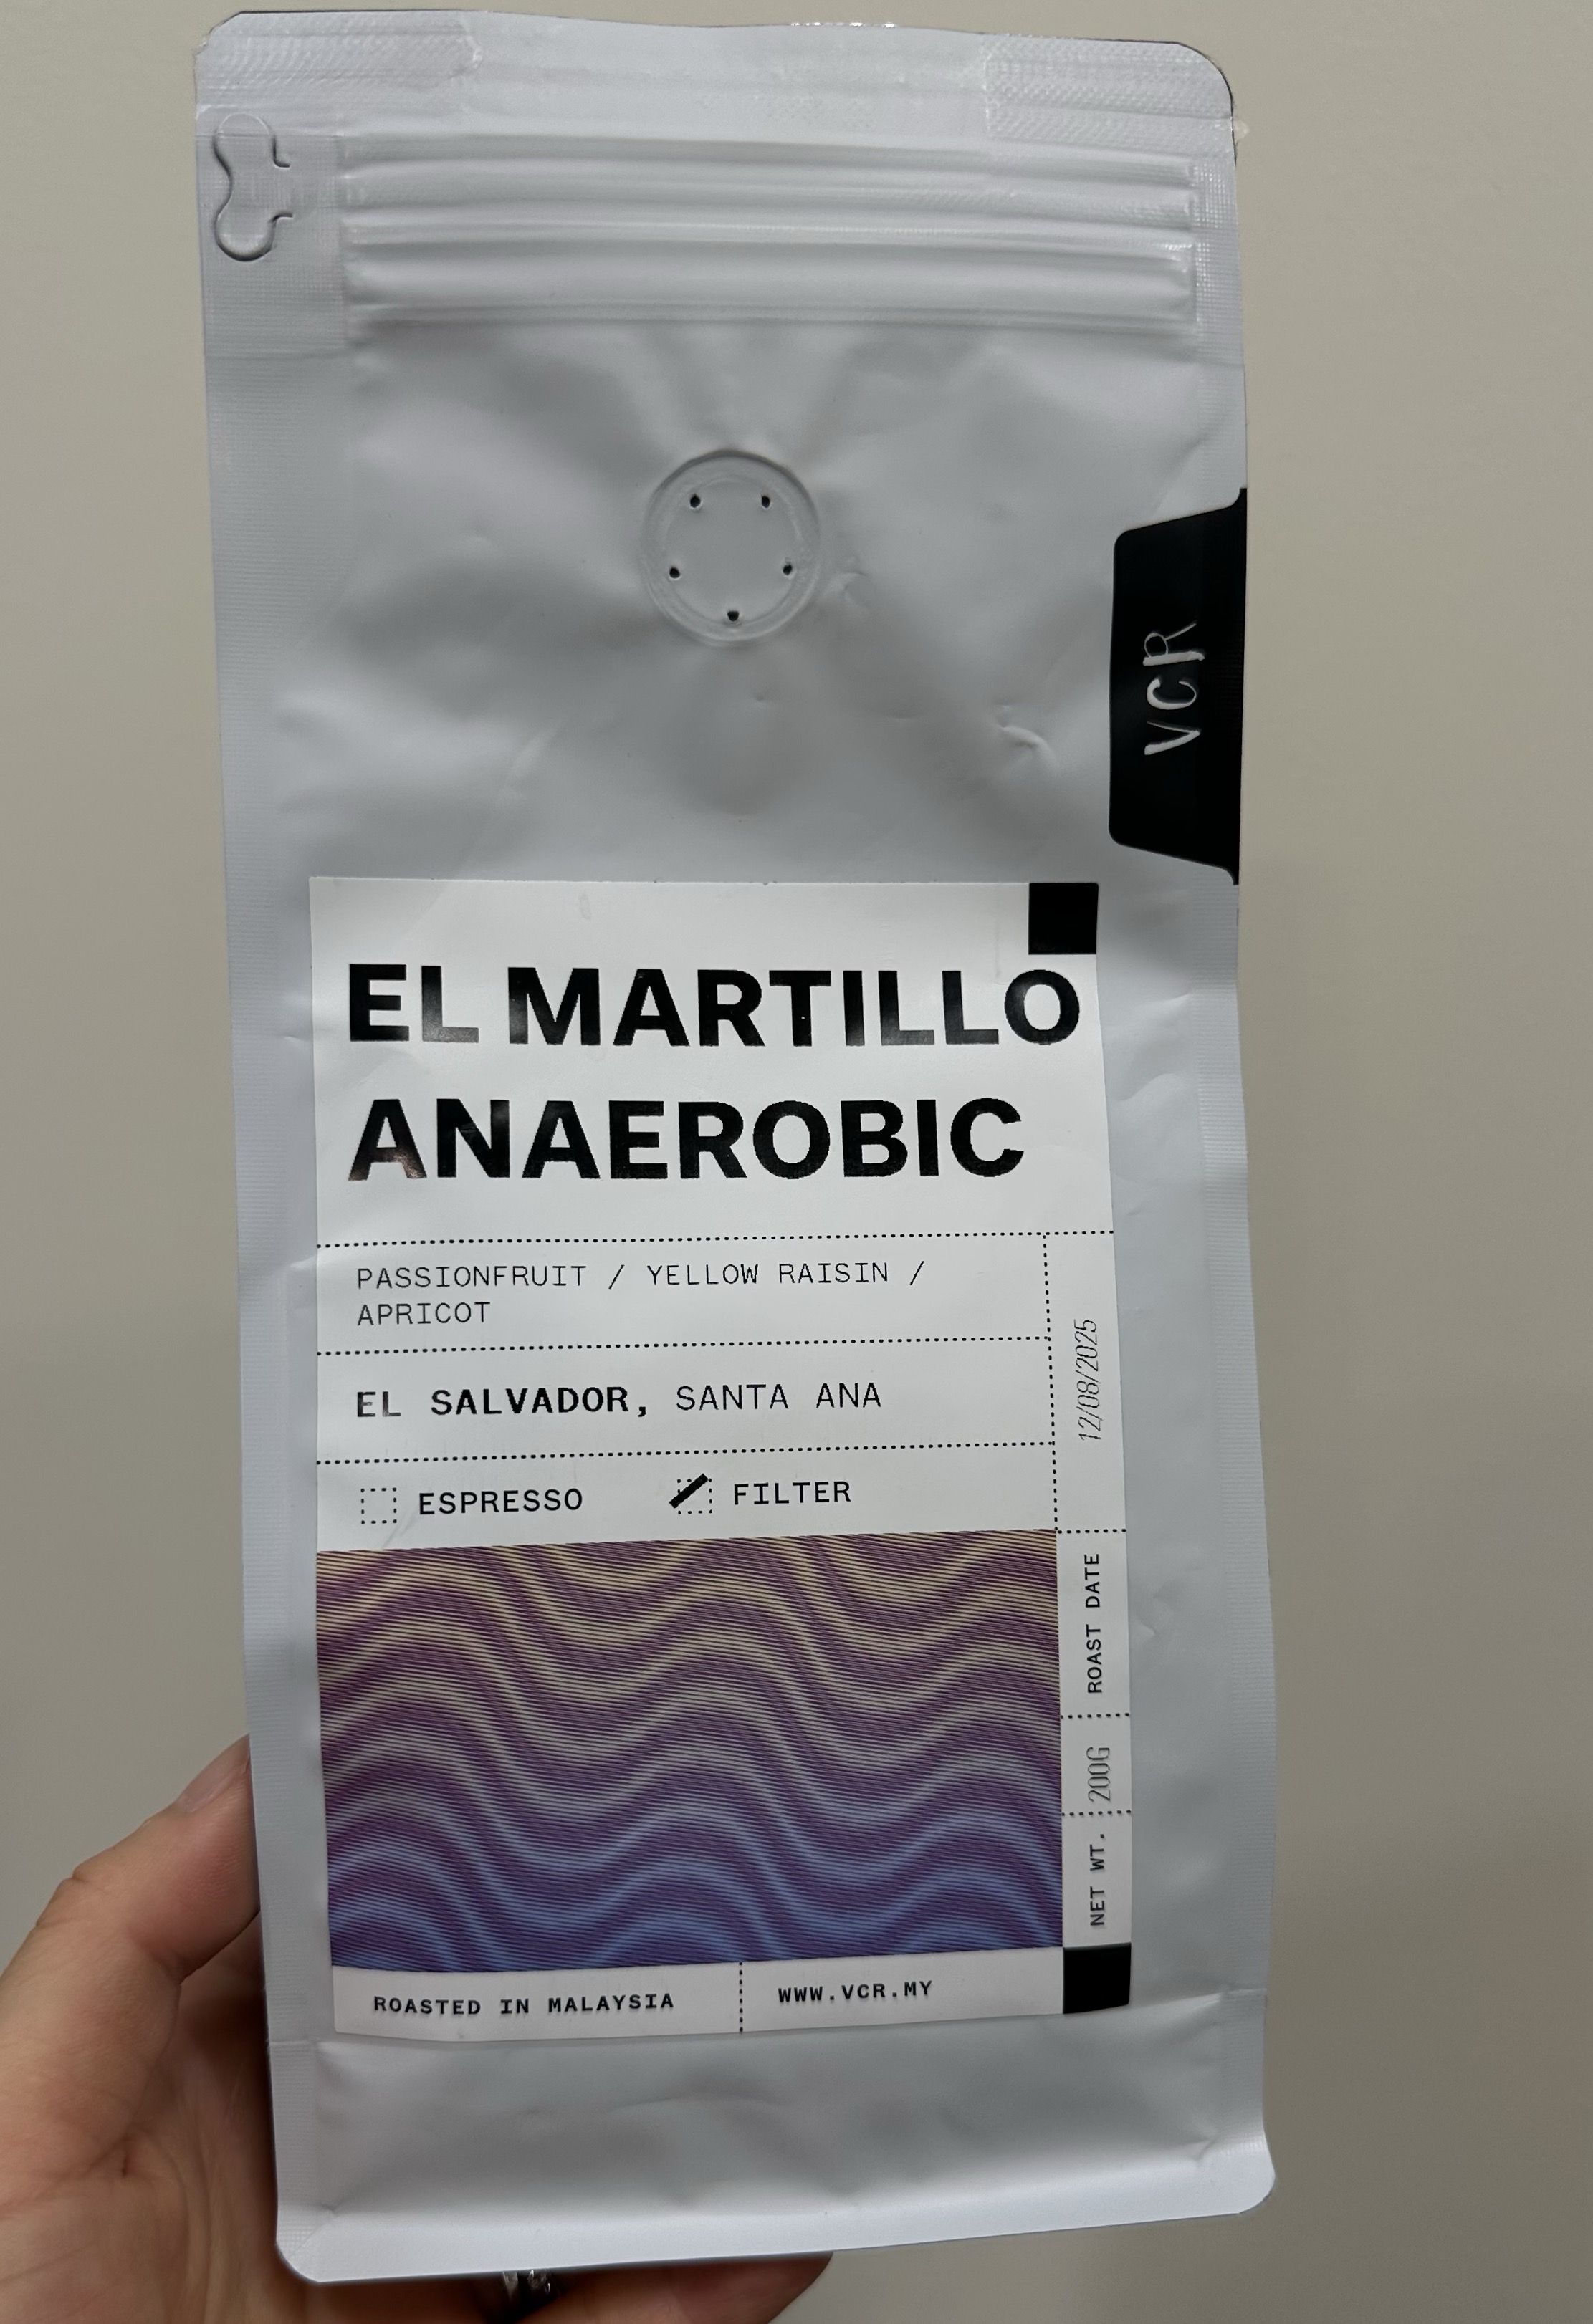 VCR
EL MARTILLO
ANAEROBIC
PASSIONFRUIT / YELLOW RAISIN /
APRICOT
EL SALVADOR, SANTA ANA
ESPRESSO
FILTER
12/08/2025
ROAST DATE
200G
NET WT.
ROASTED IN MALAYSIA
WWW.VCR.MY